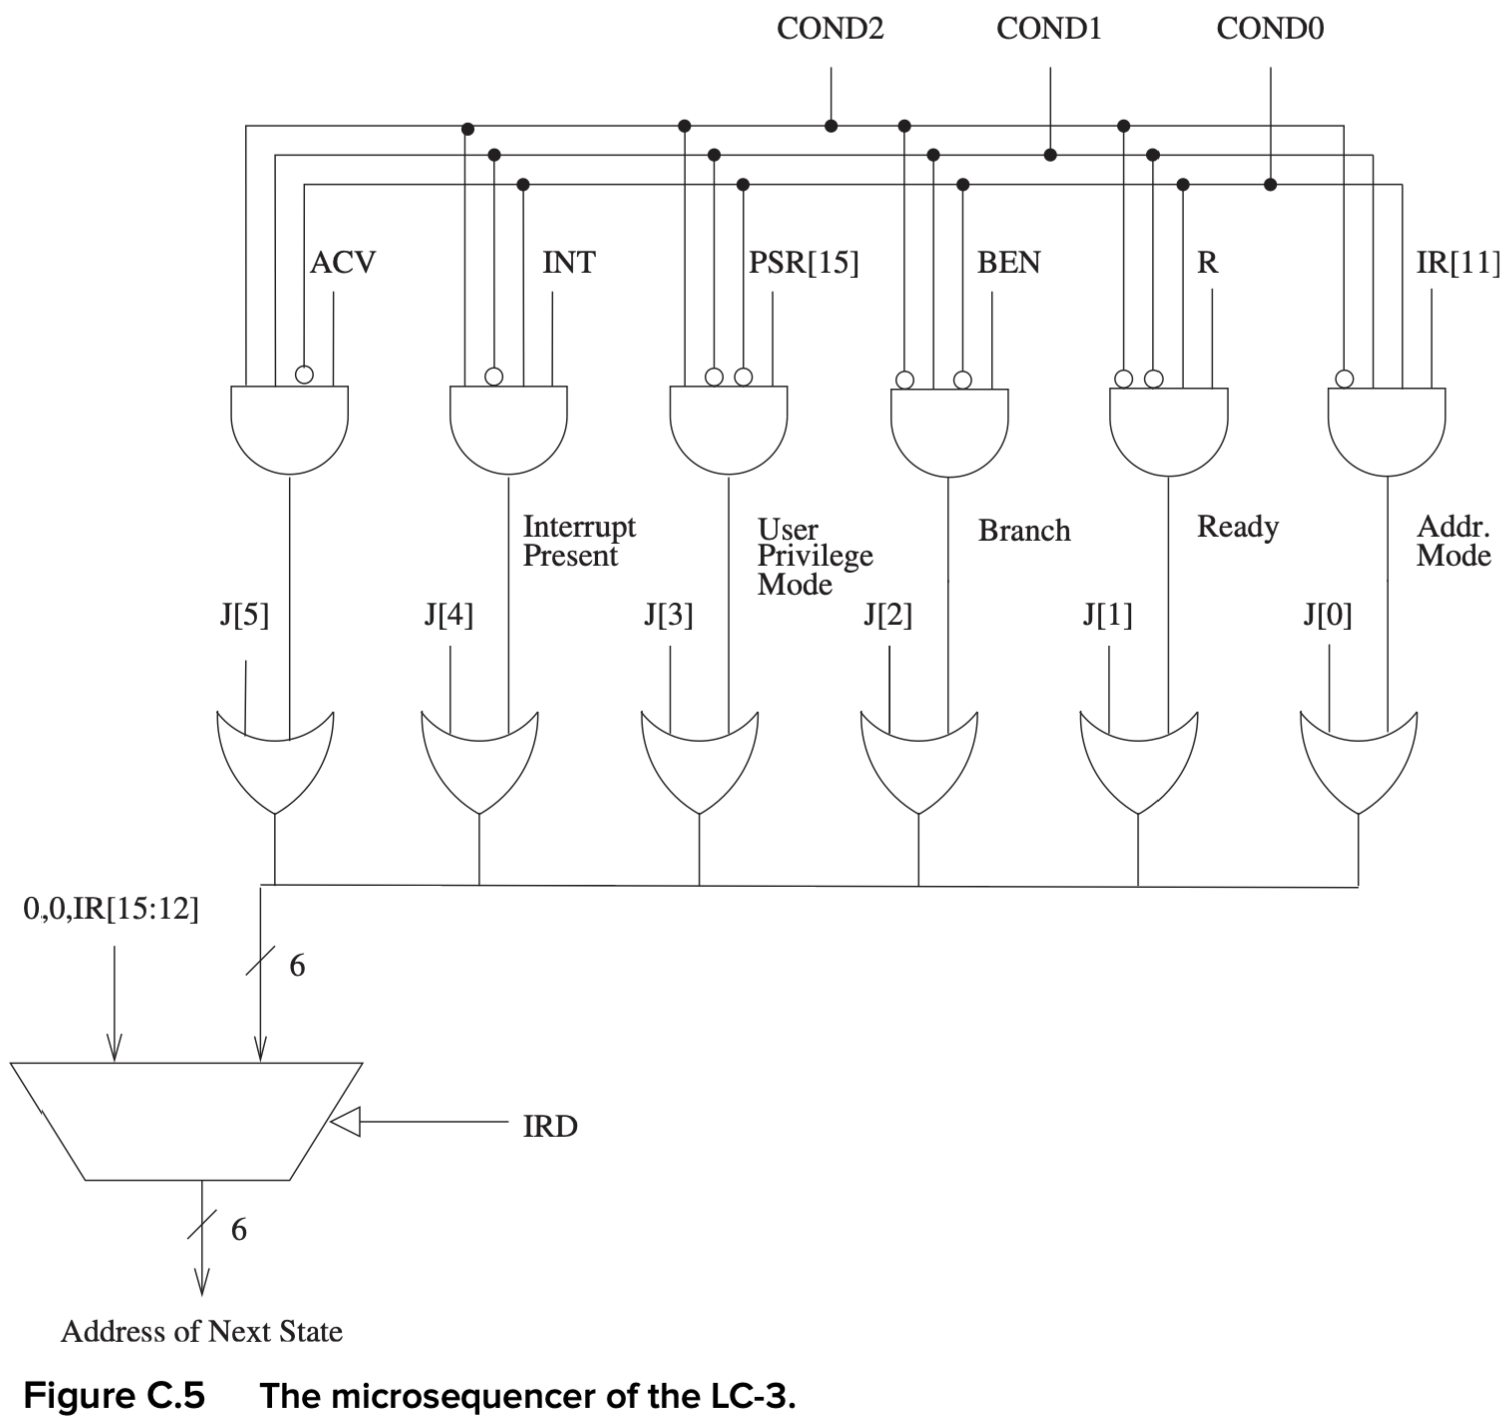 COND2 COND1 COND0
ACV INT PSR[15] BEN R IR[11]
Interrupt
Present
User
Privilege
Mode
Branch
Ready
Addr.
Mode
J[5] J[4] J[3] J[2] J[1] J[0]
0,0,IR[15:12]
6
IRD
6
Address of Next State
Figure C.5 The microsequencer of the LC-3.